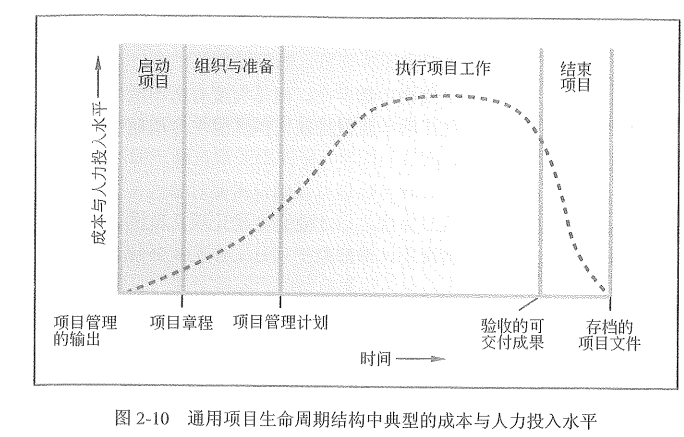 启动
项目
组织与准备
执行项目工作
结束
项目
成本与人力投入水平
项目管理
的输出
项目章程
项目管理计划
验收的可
交付成果
存档的
项目文件
时间
图 2-10 通用项目生命周期结构中典型的成本与人力投入水平